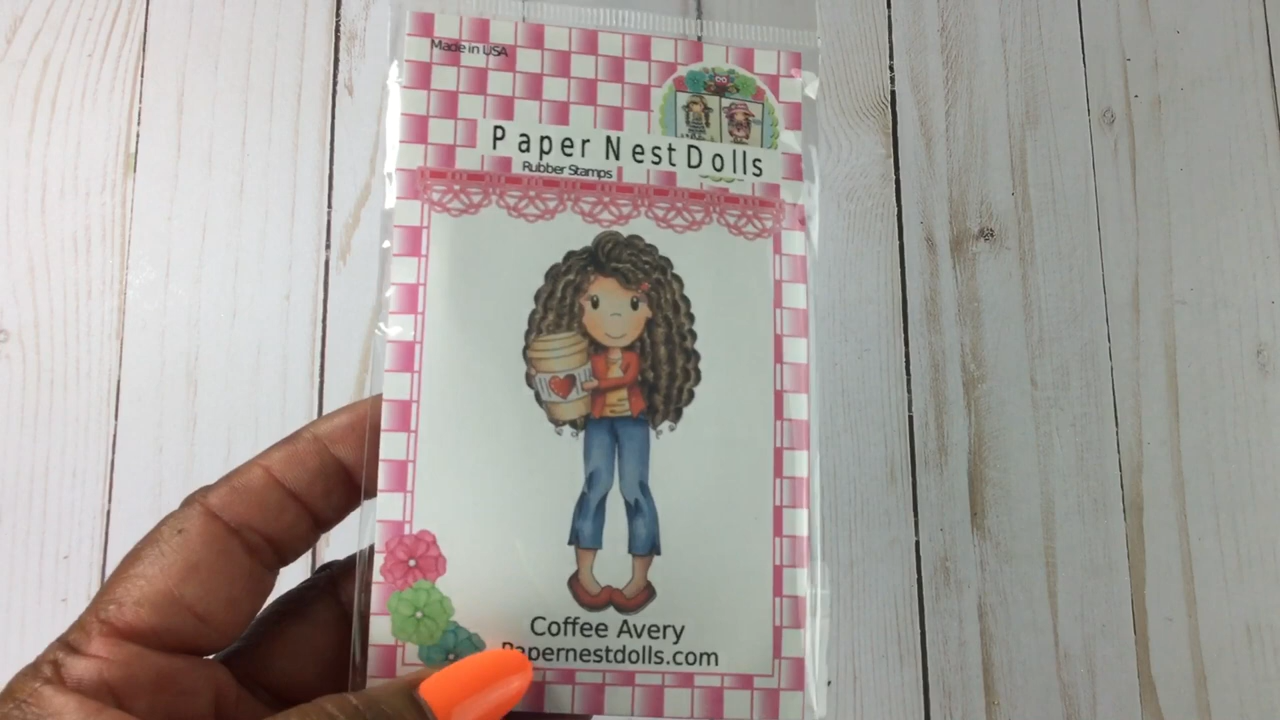 Made in USA
Paper Nest Dolls
Rubber Stamps
Coffee Avery
Papernestdolls.com